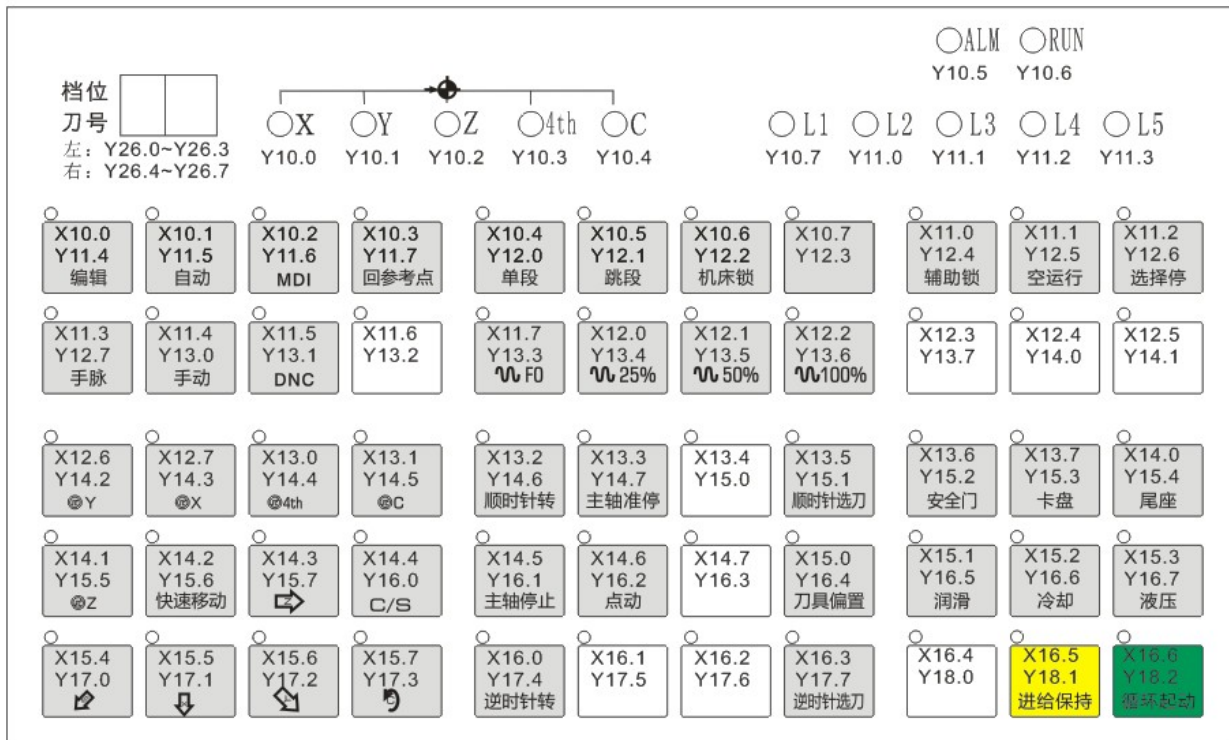 ALM RUN
Y10.5 Y10.6
档位
刀号
左：Y26.0~Y26.3
右：Y26.4~Y26.7
X Y Z 4th C
Y10.0 Y10.1 Y10.2 Y10.3 Y10.4
L1 L2 L3 L4 L5
Y10.7 Y11.0 Y11.1 Y11.2 Y11.3
X10.0 X10.1 X10.2 X10.3 X10.4 X10.5 X10.6 X10.7 X11.0 X11.1 X11.2
Y11.4 Y11.5 Y11.6 Y11.7 Y12.0 Y12.1 Y12.2 Y12.3 Y12.4 Y12.5 Y12.6
编辑 自动 MDI 回参考点 单段 跳段 机床锁 辅助锁 空运行 选择停
X11.3 X11.4 X11.5 X11.6 X11.7 X12.0 X12.1 X12.2 X12.3 X12.4 X12.5
Y12.7 Y13.0 Y13.1 Y13.2 Y13.3 Y13.4 Y13.5 Y13.6 Y13.7 Y14.0 Y14.1
手脉 手动 DNC F0 25% 50% 100%
X12.6 X12.7 X13.0 X13.1 X13.2 X13.3 X13.4 X13.5 X13.6 X13.7 X14.0
Y14.2 Y14.3 Y14.4 Y14.5 Y14.6 Y14.7 Y15.0 Y15.1 Y15.2 Y15.3 Y15.4
Y X 4th C 顺时针转 主轴准停 顺时针选刀 安全门 卡盘 尾座
X14.1 X14.2 X14.3 X14.4 X14.5 X14.6 X14.7 X15.0 X15.1 X15.2 X15.3
Y15.5 Y15.6 Y15.7 Y16.0 Y16.1 Y16.2 Y16.3 Y16.4 Y16.5 Y16.6 Y16.7
Z 快速移动 C/S 主轴停止 点动 刀具偏置 润滑 冷却 液压
X15.4 X15.5 X15.6 X15.7 X16.0 X16.1 X16.2 X16.3 X16.4 X16.5 X16.6
Y17.0 Y17.1 Y17.2 Y17.3 Y17.4 Y17.5 Y17.6 Y17.7 Y18.0 Y18.1 Y18.2
逆时针转 逆时针选刀 进给保持 循环起动